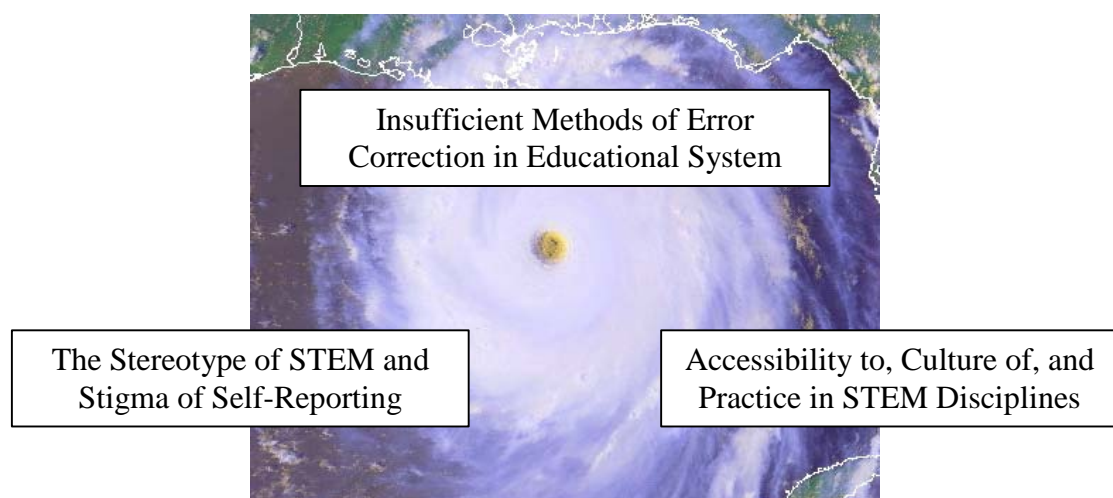 Insufficient Methods of Error
Correction in Educational System
The Stereotype of STEM and
Stigma of Self-Reporting
Accessibility to, Culture of, and
Practice in STEM Disciplines